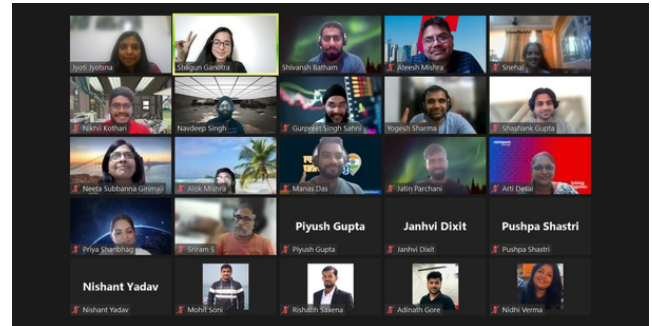 Jyoti Jyotsna
Shagun Ganotra
Shivansh Batham
Ateesh Mishra
Snehal
Nikhil Kothari
Navdeep Singh
Gurpreet Singh Sahni
Yogesh Sharma
Shashank Gupta
Neeta Subbanna Girimaji
Alok Mishra
Manas Das
Jatin Parchani
Arti Desai
Priya Shanbhag
Sriram S
Piyush Gupta
Piyush Gupta
Janhvi Dixit
Janhvi Dixit
Pushpa Shastri
Pushpa Shastri
Nishant Yadav
Nishant Yadav
Mohit Soni
Rishabh Saxena
Adinath Gore
Nidhi Verma